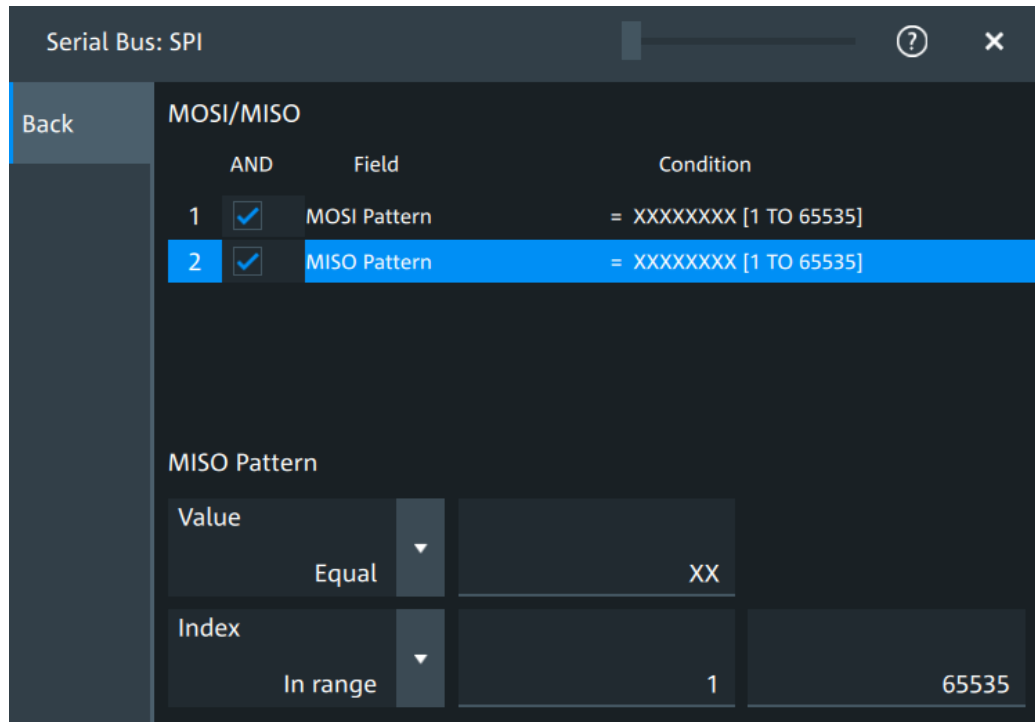 Serial Bus: SPI ? ×
Back
MOSI/MISO
AND Field Condition
1 MOSI Pattern = XXXXXXXX [1 TO 65535]
2 MISO Pattern = XXXXXXXX [1 TO 65535]
MISO Pattern
Value
Equal XX
Index
In range 1 65535